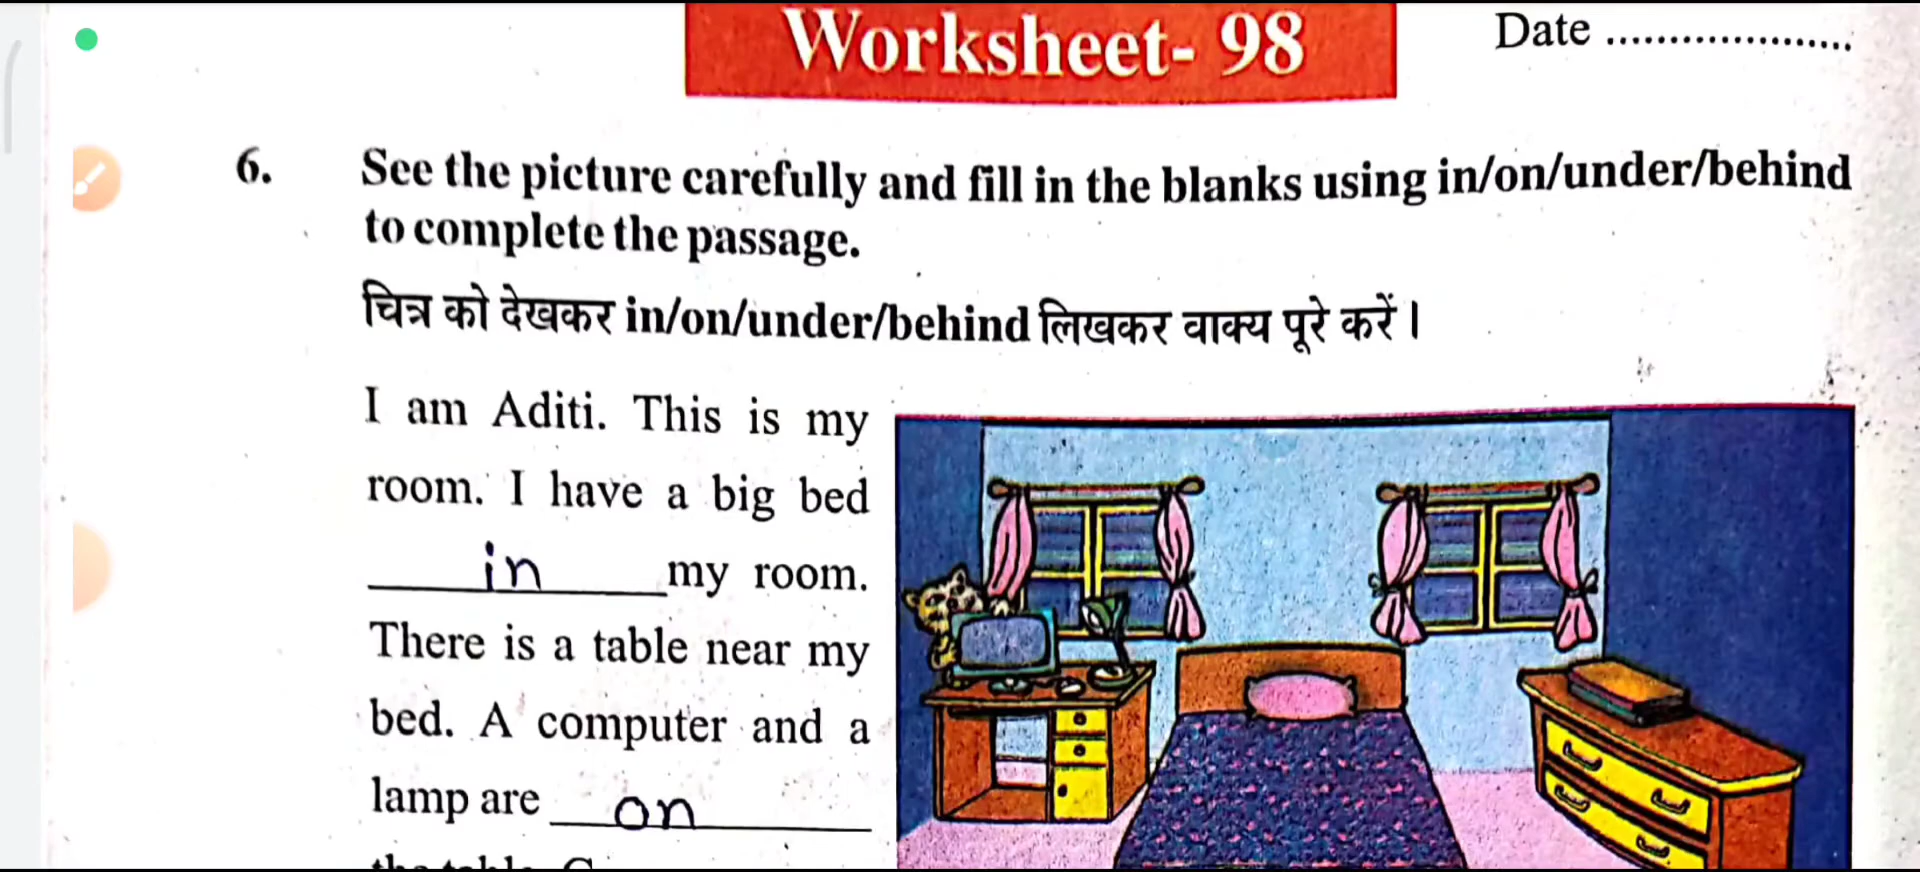 Worksheet- 98
Date .....................
6. See the picture carefully and fill in the blanks using in/on/under/behind
to complete the passage.
चित्र को देखकर in/on/under/behind लिखकर वाक्य पूरे करें।
I am Aditi. This is my
room. I have a big bed
in my room.
There is a table near my
bed. A computer and a
lamp are on